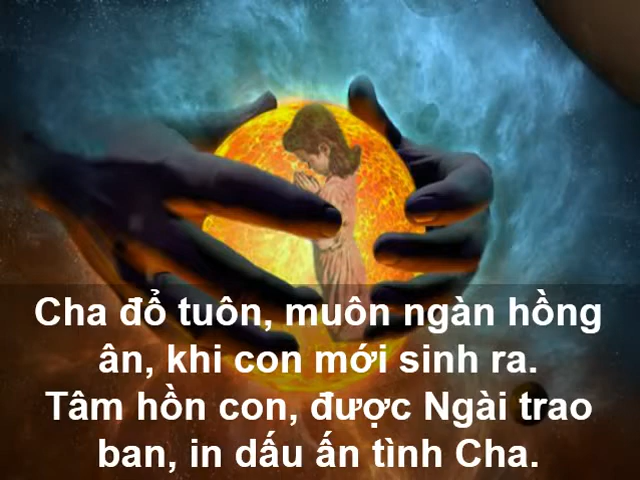 Cha đổ tuôn, muôn ngàn hồng
ân, khi con mới sinh ra.
Tâm hồn con, được Ngài trao
ban, in dấu ấn tình Cha.